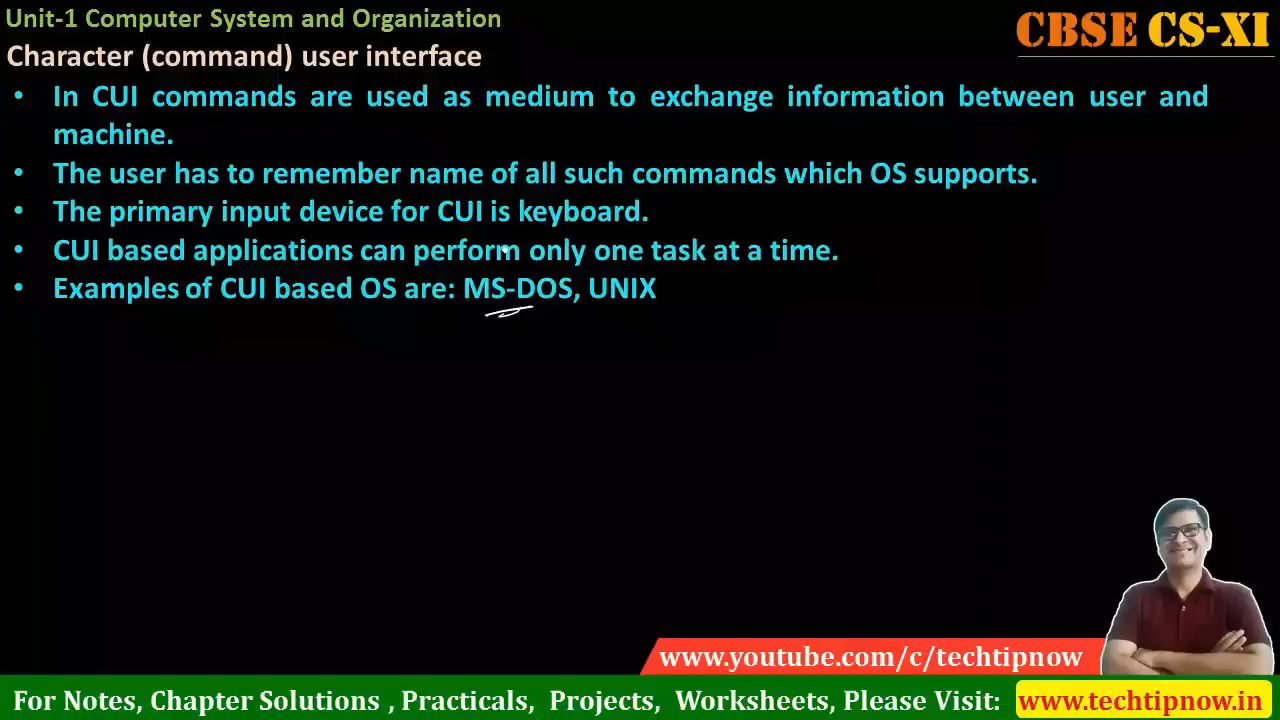 Unit-1 Computer System and Organization
CBSE CS-XI
Character (command) user interface
• In CUI commands are used as medium to exchange information between user and
machine.
• The user has to remember name of all such commands which OS supports.
• The primary input device for CUI is keyboard.
• CUI based applications can perform only one task at a time.
• Examples of CUI based OS are: MS-DOS, UNIX
www.youtube.com/c/techtipnow
For Notes, Chapter Solutions , Practicals, Projects, Worksheets, Please Visit: www.techtipnow.in